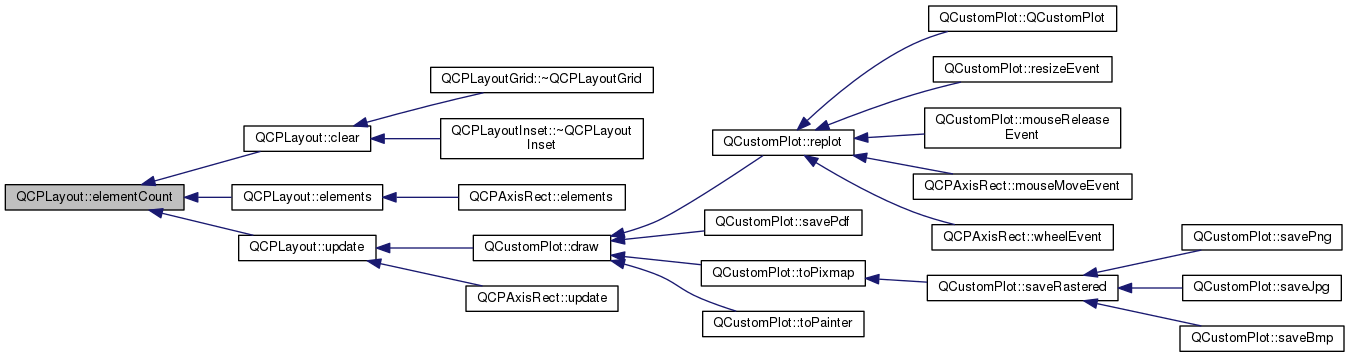 QCustomPlot::QCustomPlot
QCustomPlot::resizeEvent
QCPLayoutGrid::~QCPLayoutGrid
QCustomPlot::mouseRelease
Event
QCPLayoutInset::~QCPLayout
Inset
QCPLayout::clear
QCustomPlot::replot
QCPAxisRect::mouseMoveEvent
QCPLayout::elementCount
QCPLayout::elements
QCPAxisRect::elements
QCustomPlot::savePdf
QCPAxisRect::wheelEvent
QCustomPlot::savePng
QCPLayout::update
QCustomPlot::draw
QCustomPlot::toPixmap
QCustomPlot::saveRastered
QCustomPlot::saveJpg
QCPAxisRect::update
QCustomPlot::toPainter
QCustomPlot::saveBmp